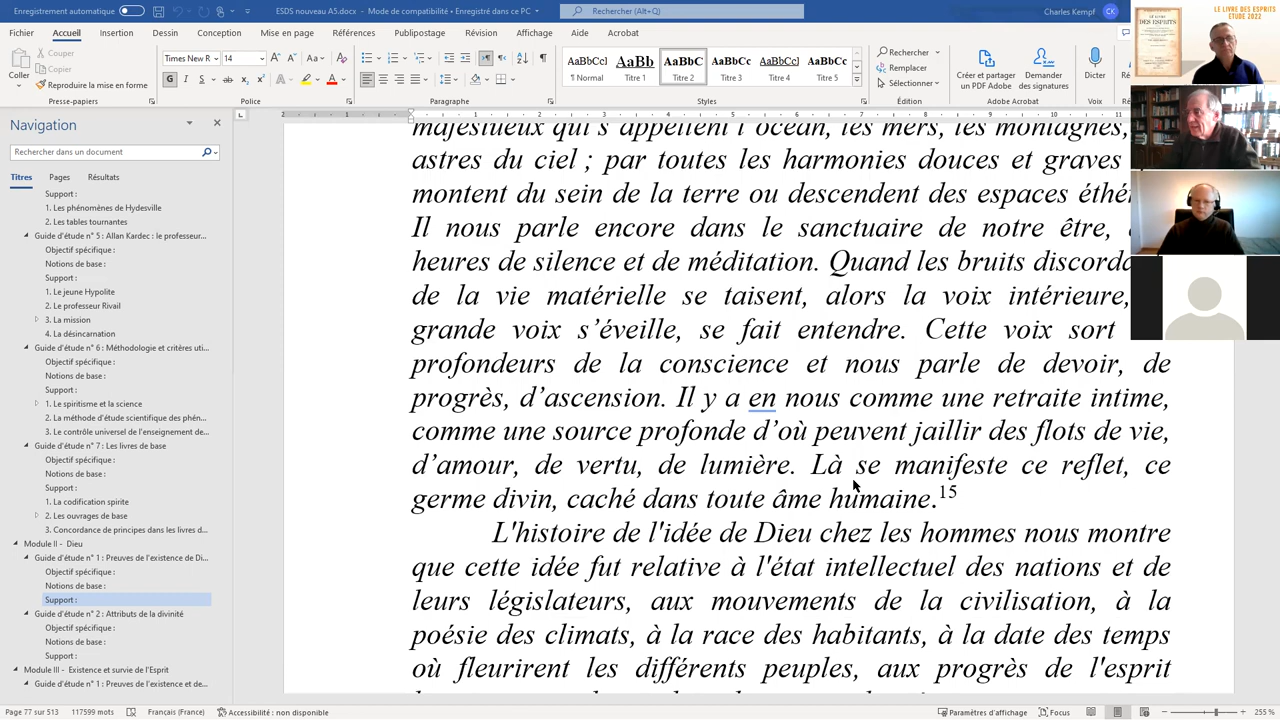 Enregistrement automatique
ESDS nouveau A5.docx - Mode de compatibilité • Enregistré dans ce PC
Rechercher (Alt+Q)
Charles Kempf
CK
LE LIVRE DES ESPRITS
ETUDE 2022
Fichier Accueil Insertion Dessin Conception Mise en page Références Publipostage Révision Affichage Aide Acrobat
Coller
Couper
Copier
Reproduire la mise en forme
Presse-papiers
Times New R 14
G I S
Police
Paragraphe
AaBbCc AaBb AaBbC AaBbCc AaBbCc AaBbCc
¶ Normal Titre 1 Titre 2 Titre 3 Titre 4 Titre 5
Styles
Rechercher
Remplacer
Sélectionner
Édition
Créer et partager
un PDF Adobe
Demander
des signatures
Adobe Acrobat
Dicter
Voix
Navigation
Rechercher dans un document
Titres Pages Résultats
Support :
1. Les phénomènes de Hydesville
2. Les tables tournantes
Guide d'étude n° 5 : Allan Kardec : le professeur...
Objectif spécifique :
Notions de base :
Support :
1. Le jeune Hypolite
2. Le professeur Rivail
3. La mission
4. La désincarnation
Guide d'étude n° 6 : Méthodologie et critères uti...
Objectif spécifique :
Notions de base :
Support :
1. Le spiritisme et la science
2. La méthode d'étude scientifique des phén...
3. Le contrôle universel de l'enseignement de...
Guide d'étude n° 7 : Les livres de base
Objectif spécifique :
Notions de base :
Support :
1. La codification spirite
2. Les ouvrages de base
3. Concordance de principes dans les livres d...
Module II - Dieu
Guide d'étude n° 1 : Preuves de l'existence de Di...
Objectif spécifique :
Notions de base :
Support :
Guide d'étude n° 2 : Attributs de la divinité
Objectif spécifique :
Notions de base :
Support :
Module III - Existence et survie de l'Esprit
Guide d'étude n° 1 : Preuves de l'existence et de...
majestueux qui s'appellent l'océan, les mers, les montagnes,
astres du ciel ; par toutes les harmonies douces et graves
montent du sein de la terre ou descendent des espaces éthé
Il nous parle encore dans le sanctuaire de notre être,
heures de silence et de méditation. Quand les bruits discorda
de la vie matérielle se taisent, alors la voix intérieure,
grande voix s'éveille, se fait entendre. Cette voix sort
profondeurs de la conscience et nous parle de devoir, de
progrès, d'ascension. Il y a en nous comme une retraite intime,
comme une source profonde d'où peuvent jaillir des flots de vie,
d'amour, de vertu, de lumière. Là se manifeste ce reflet, ce
germe divin, caché dans toute âme humaine.15
L'histoire de l'idée de Dieu chez les hommes nous montre
que cette idée fut relative à l'état intellectuel des nations et de
leurs législateurs, aux mouvements de la civilisation, à la
poésie des climats, à la race des habitants, à la date des temps
où fleurirent les différents peuples, aux progrès de l'esprit
Page 77 sur 513 117599 mots Français (France) Accessibilité : non disponible
Paramètres d'affichage Focus 255 %